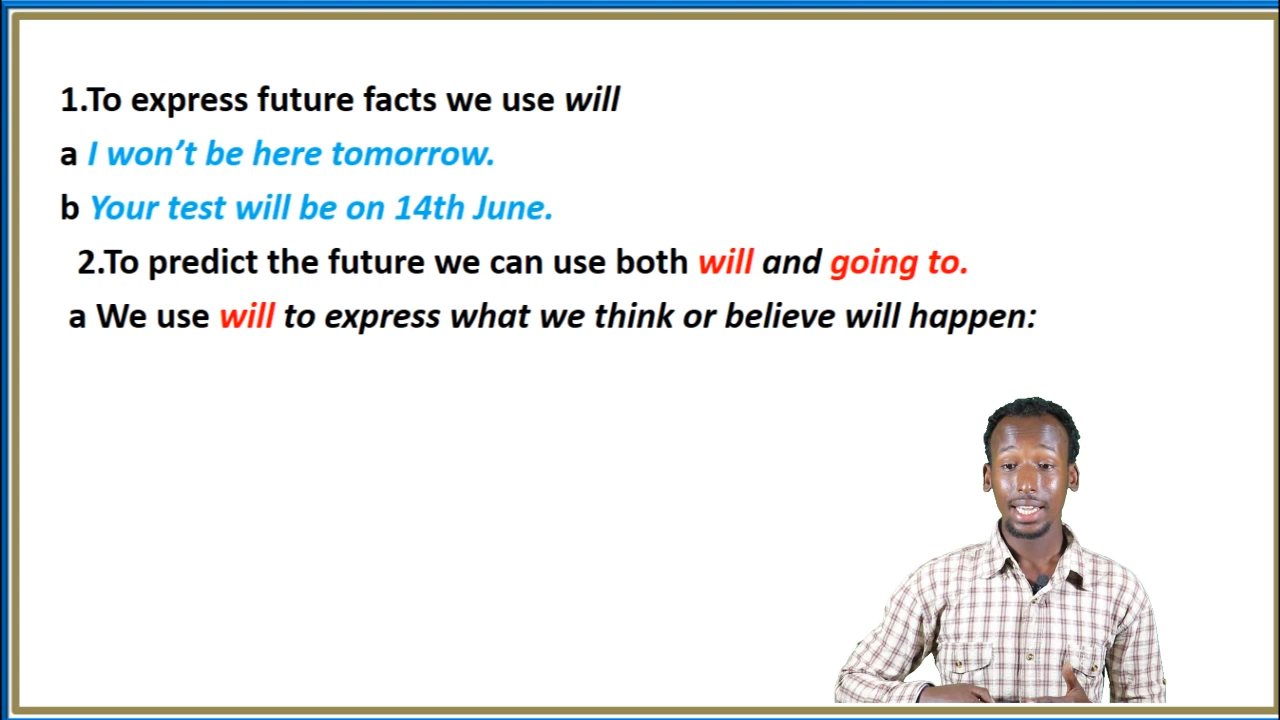 1.To express future facts we use will
a I won’t be here tomorrow.
b Your test will be on 14th June.
2.To predict the future we can use both will and going to.
a We use will to express what we think or believe will happen: